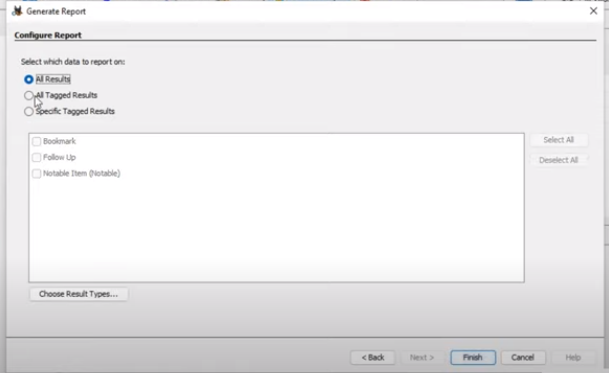 Generate Report
Configure Report
Select which data to report on:
All Results
All Tagged Results
Specific Tagged Results
Bookmark
Select All
Follow Up
Deselect All
Notable Item (Notable)
Choose Result Types...
< Back Next > Finish Cancel Help